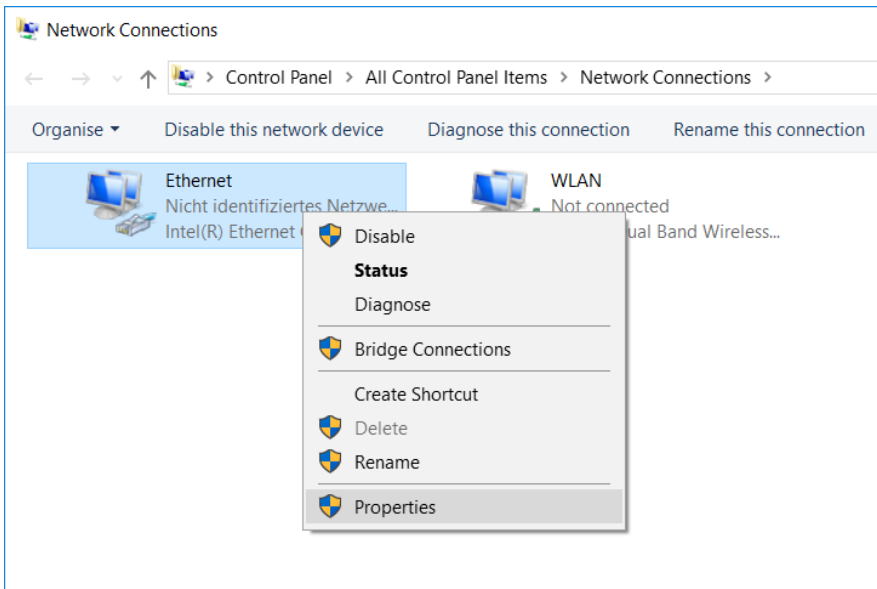 Network Connections
Control Panel > All Control Panel Items > Network Connections >
Organise Disable this network device Diagnose this connection Rename this connection
Ethernet
Nicht identifiziertes Netzwe...
Intel(R) Ethernet
WLAN
Not connected
Band Wireless...
Disable
Status
Diagnose
Bridge Connections
Create Shortcut
Delete
Rename
Properties